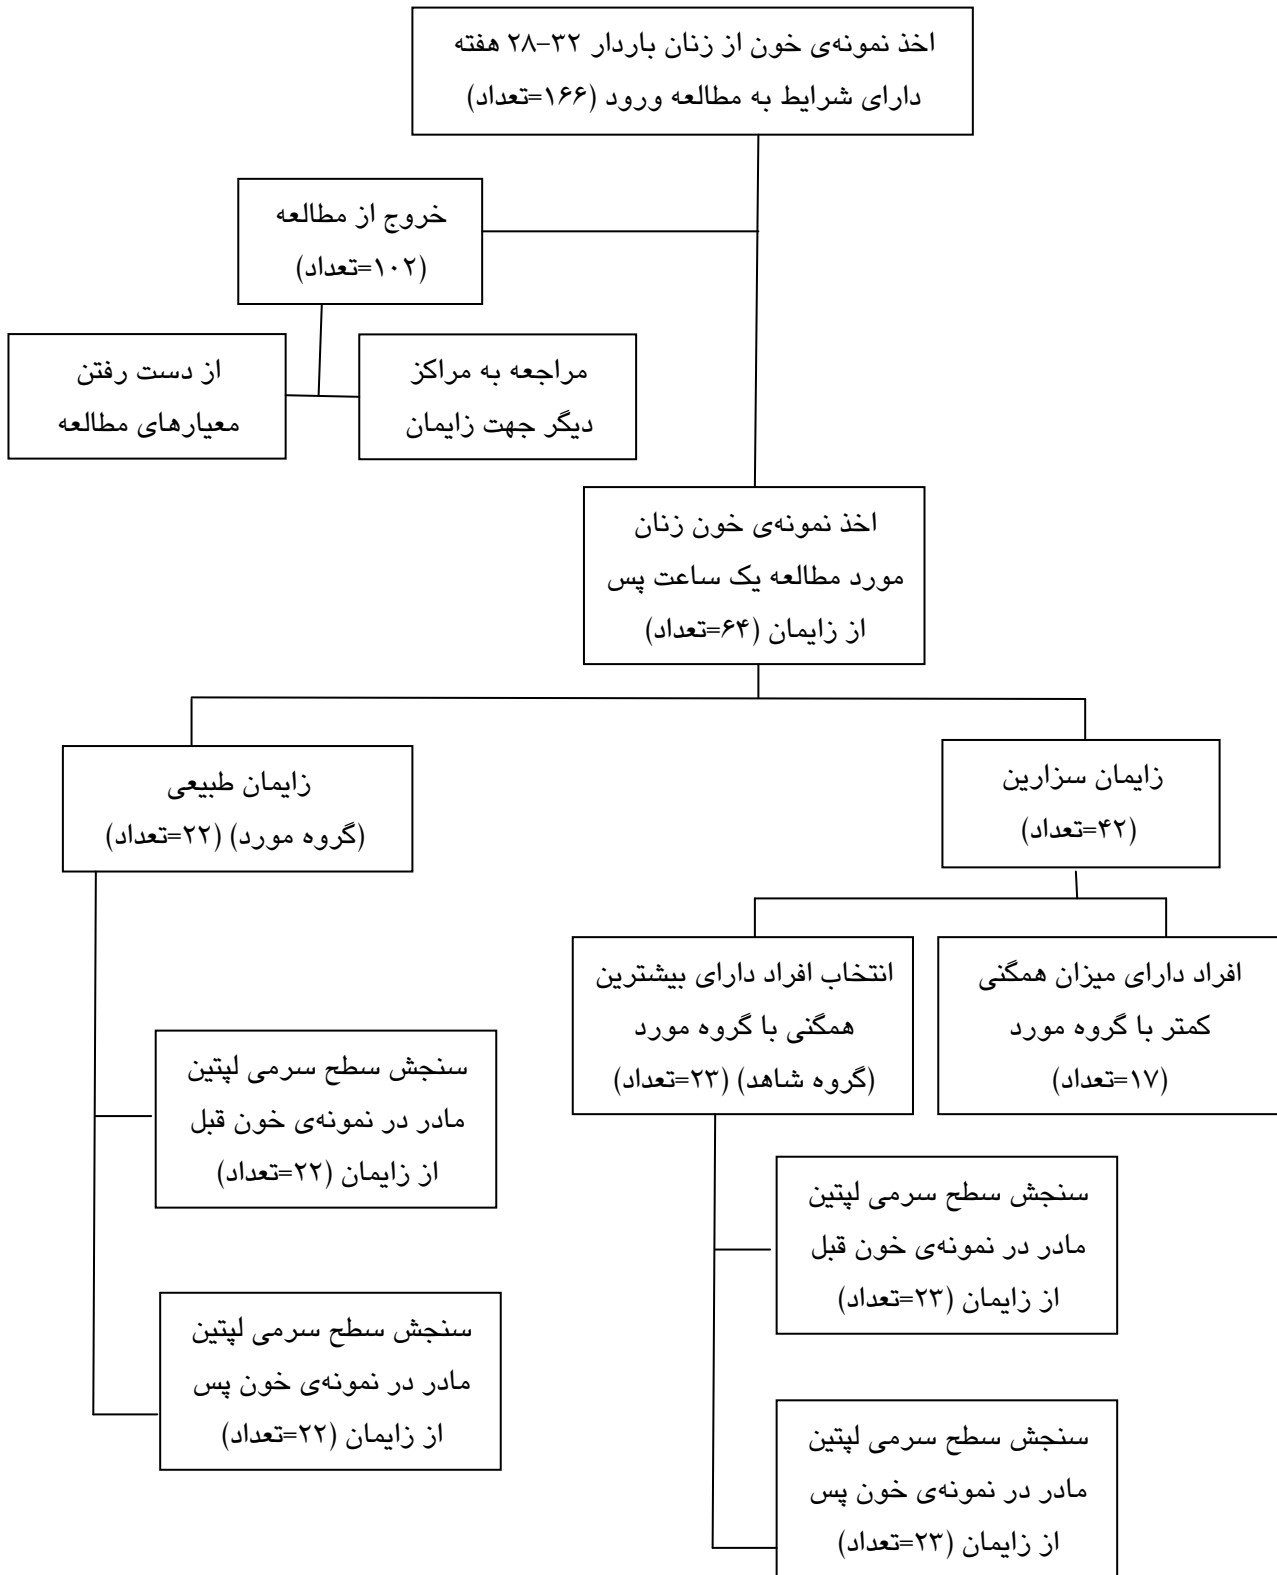 اخذ نمونه‌ی خون از زنان باردار ۳۲-۲۸ هفته
دارای شرایط به مطالعه ورود (۱۶۶=تعداد)
خروج از مطالعه
(۱۰۲=تعداد)
مراجعه به مراکز
دیگر جهت زایمان
از دست رفتن
معیارهای مطالعه
اخذ نمونه‌ی خون زنان
مورد مطالعه یک ساعت پس
از زایمان (۶۴=تعداد)
زایمان سزارین
(۴۲=تعداد)
زایمان طبیعی
(گروه مورد) (۲۲=تعداد)
افراد دارای میزان همگنی
کمتر با گروه مورد
(۱۷=تعداد)
انتخاب افراد دارای بیشترین
همگنی با گروه مورد
(گروه شاهد) (۲۳=تعداد)
سنجش سطح سرمی لپتین
مادر در نمونه‌ی خون قبل
از زایمان (۲۲=تعداد)
سنجش سطح سرمی لپتین
مادر در نمونه‌ی خون قبل
از زایمان (۲۳=تعداد)
سنجش سطح سرمی لپتین
مادر در نمونه‌ی خون پس
از زایمان (۲۲=تعداد)
سنجش سطح سرمی لپتین
مادر در نمونه‌ی خون پس
از زایمان (۲۳=تعداد)